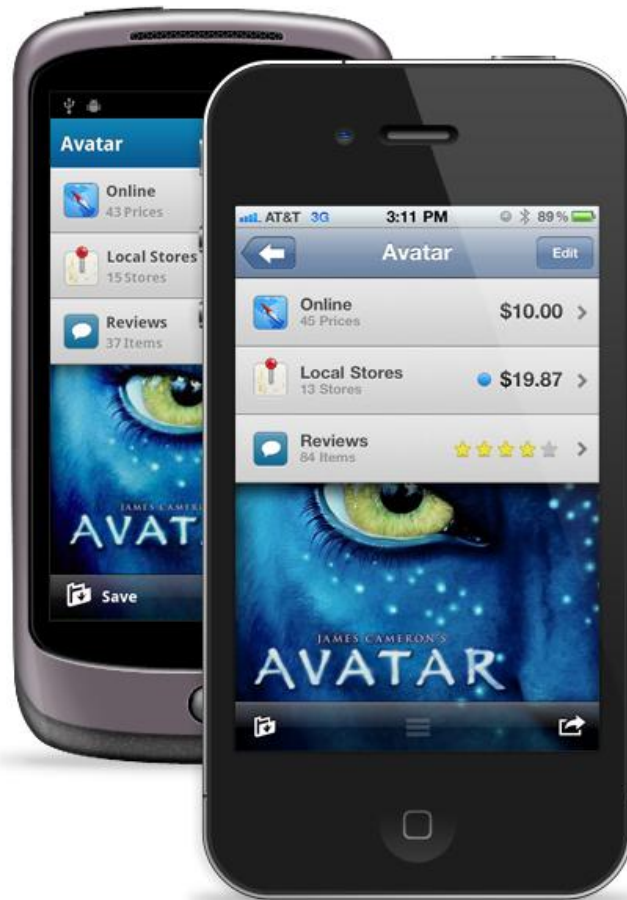 Avatar
Online
43 Prices
Local Stores
15 Stores
Reviews
37 Items
JAMES CAMER
AVAT
Save
AT&T 3G 3:11 PM 89%
Avatar
Edit
Online
45 Prices
$10.00
Local Stores
13 Stores
$19.87
Reviews
84 Items
JAMES CAMERON'S
AVATAR